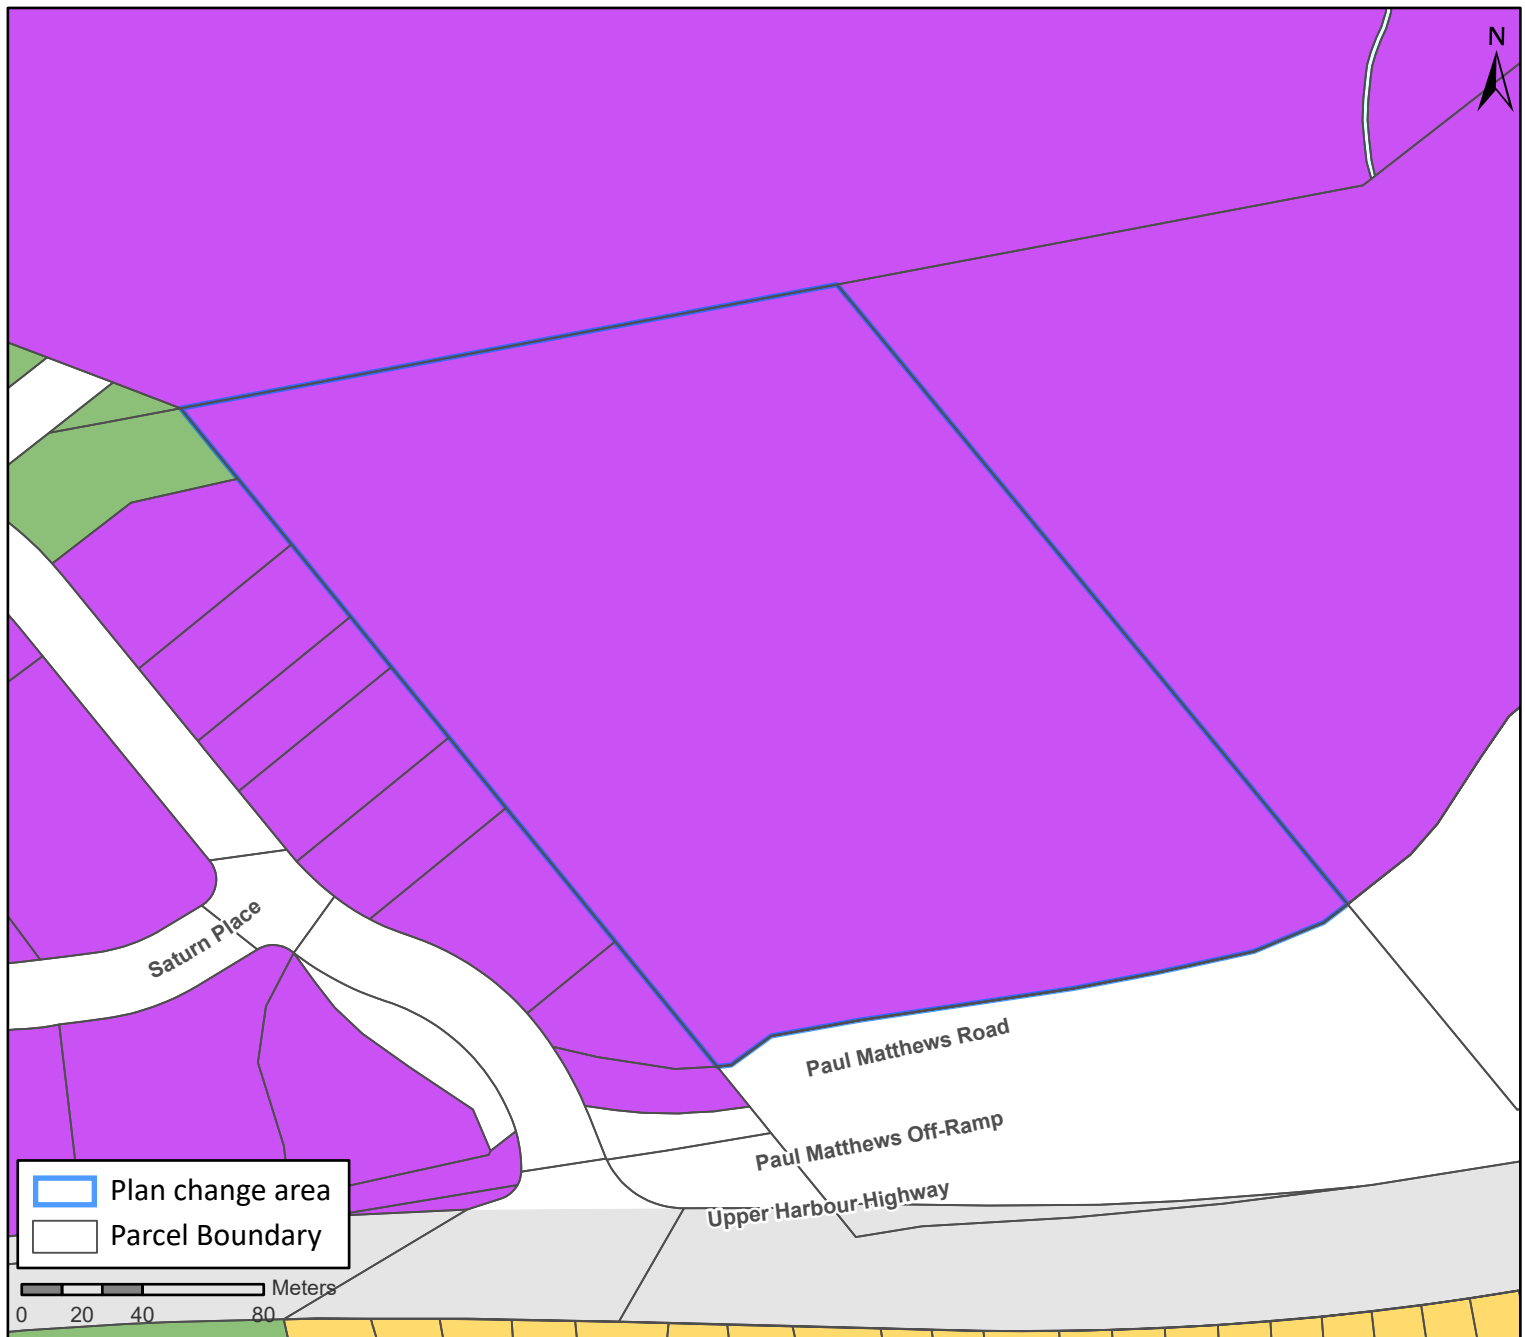 N
Saturn Place
Paul Matthews Road
Paul Matthews Off-Ramp
Upper Harbour Highway
Plan change area
Parcel Boundary
Meters
0 20 40 80